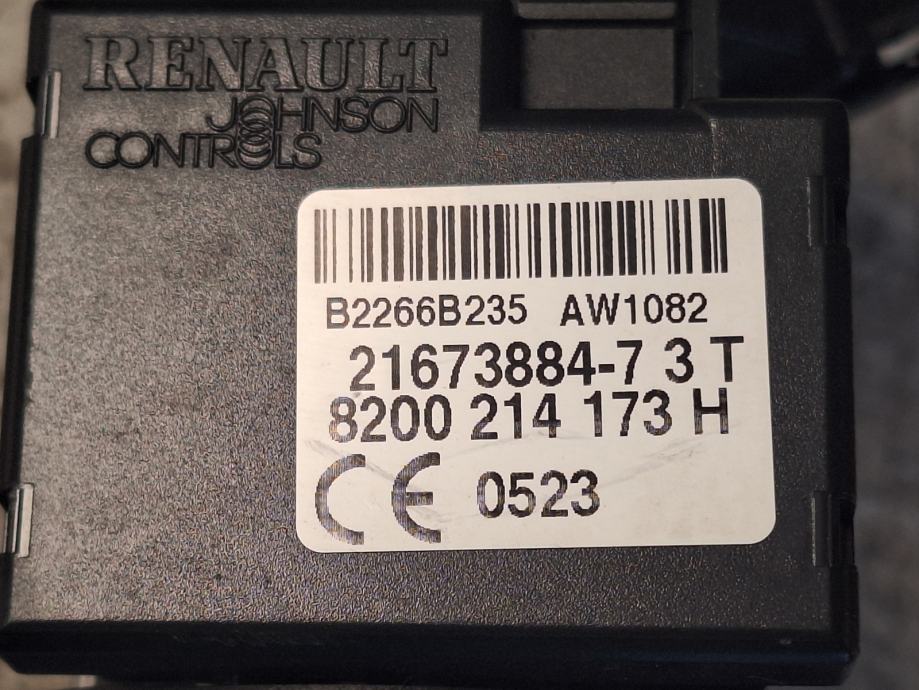 RENAULT
JOHNSON
CONTROLS
B2266B235 AW1082
21673884-7 3 T
8200 214 173 H
CE 0523